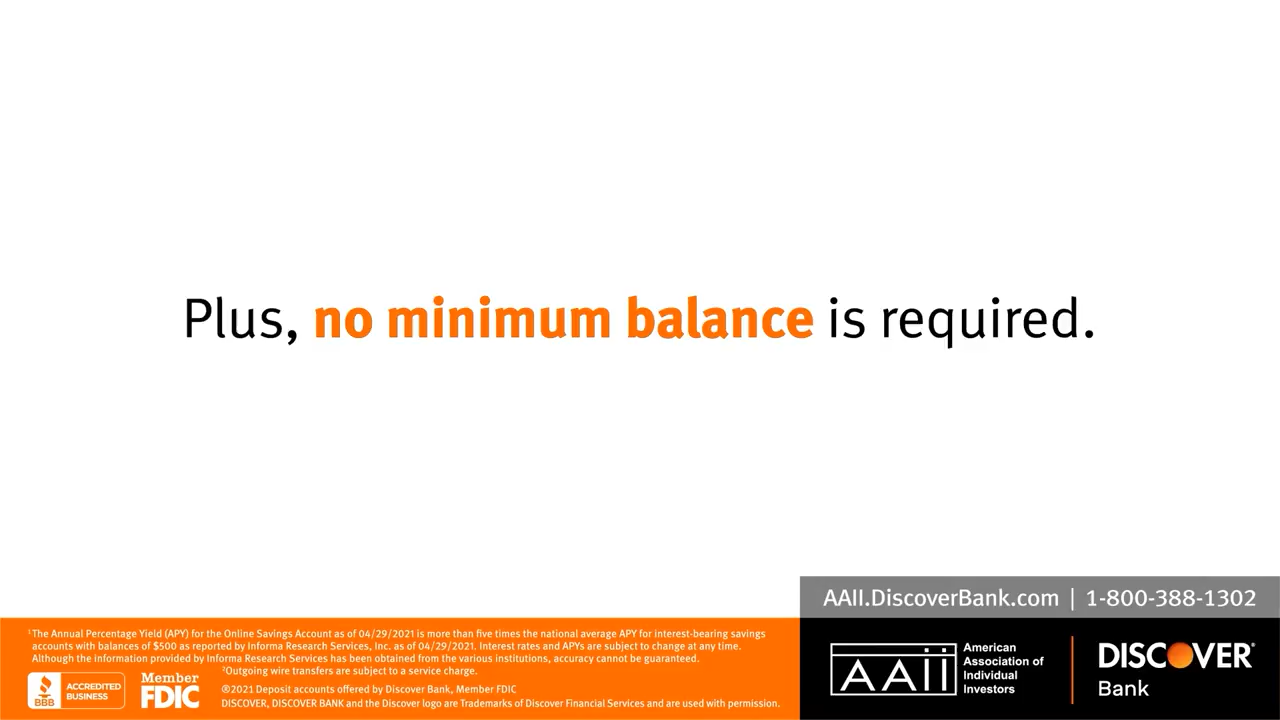 Plus, no minimum balance is required.
AAII.DiscoverBank.com | 1-800-388-1302
¹The Annual Percentage Yield (APY) for the Online Savings Account as of 04/29/2021 is more than five times the national average APY for interest-bearing savings
accounts with balances of $500 as reported by Informa Research Services, Inc. as of 04/29/2021. Interest rates and APYs are subject to change at any time.
Although the information provided by Informa Research Services has been obtained from the various institutions, accuracy cannot be guaranteed.
²Outgoing wire transfers are subject to a service charge.
BBB
ACCREDITED
BUSINESS
Member
FDIC
®2021 Deposit accounts offered by Discover Bank, Member FDIC
DISCOVER, DISCOVER BANK and the Discover logo are Trademarks of Discover Financial Services and are used with permission.
AAii
American
Association of
Individual
Investors
DISCOVER®
Bank